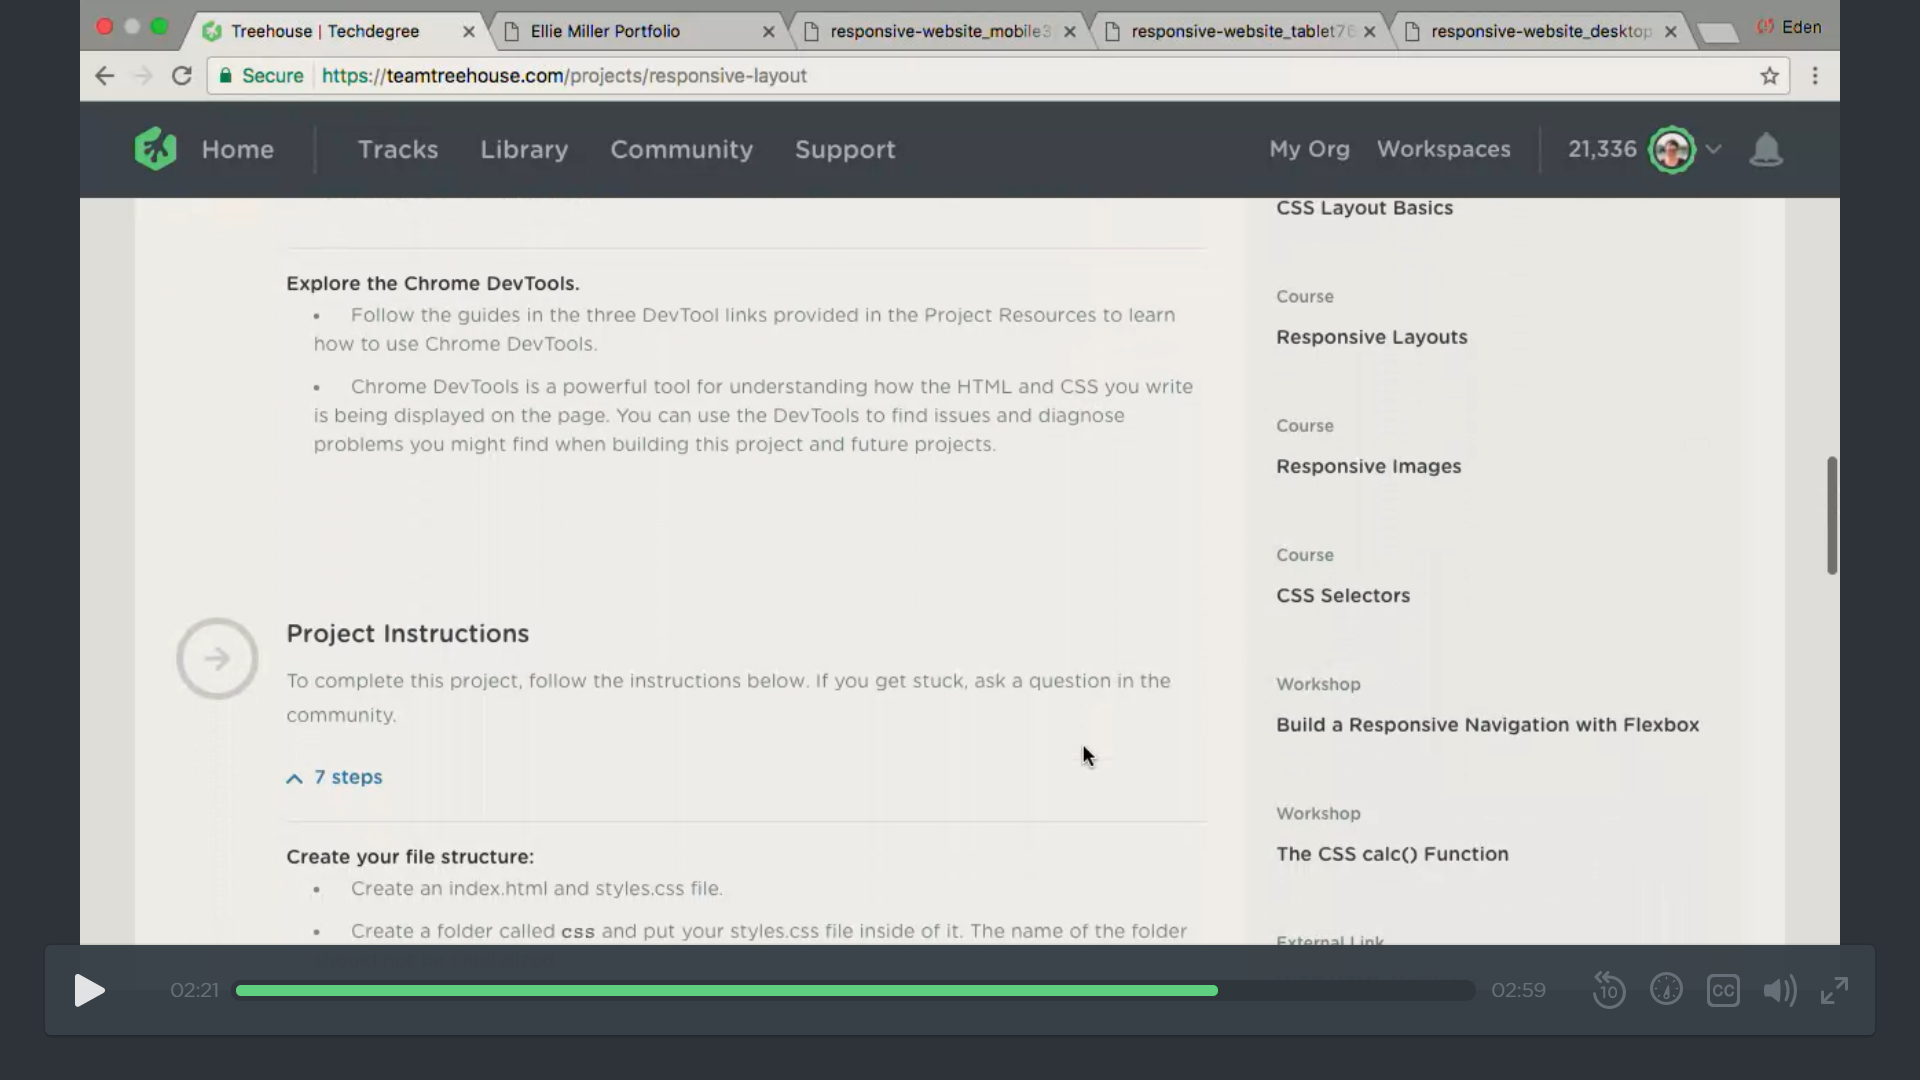 Treehouse | Techdegree
Ellie Miller Portfolio
responsive-website_mobile3
responsive-website_tablet76
responsive-website_desktop
Eden
Secure
https://teamtreehouse.com/projects/responsive-layout
Home
Tracks
Library
Community
Support
My Org
Workspaces
21,336
CSS Layout Basics
Explore the Chrome DevTools.
• Follow the guides in the three DevTool links provided in the Project Resources to learn
how to use Chrome DevTools.
• Chrome DevTools is a powerful tool for understanding how the HTML and CSS you write
is being displayed on the page. You can use the DevTools to find issues and diagnose
problems you might find when building this project and future projects.
Course
Responsive Layouts
Course
Responsive Images
Course
CSS Selectors
Project Instructions
To complete this project, follow the instructions below. If you get stuck, ask a question in the
community.
7 steps
Workshop
Build a Responsive Navigation with Flexbox
Workshop
The CSS calc() Function
External Link
Create your file structure:
• Create an index.html and styles.css file.
• Create a folder called css and put your styles.css file inside of it. The name of the folder
02:21
02:59
10
CC